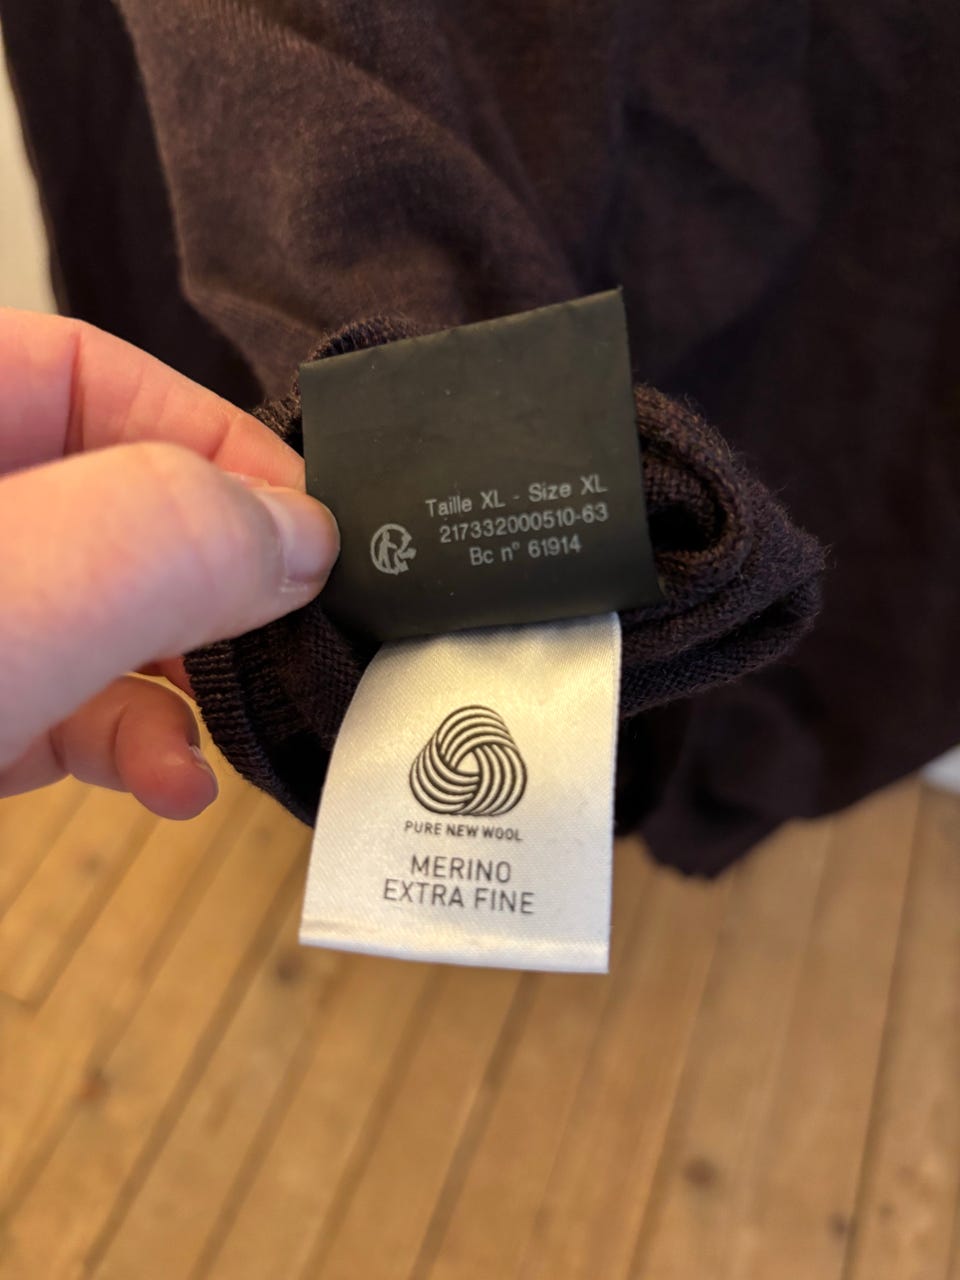 Taille XL - Size XL
217332000510-63
Bc n° 61914
PURE NEW WOOL
MERINO
EXTRA FINE